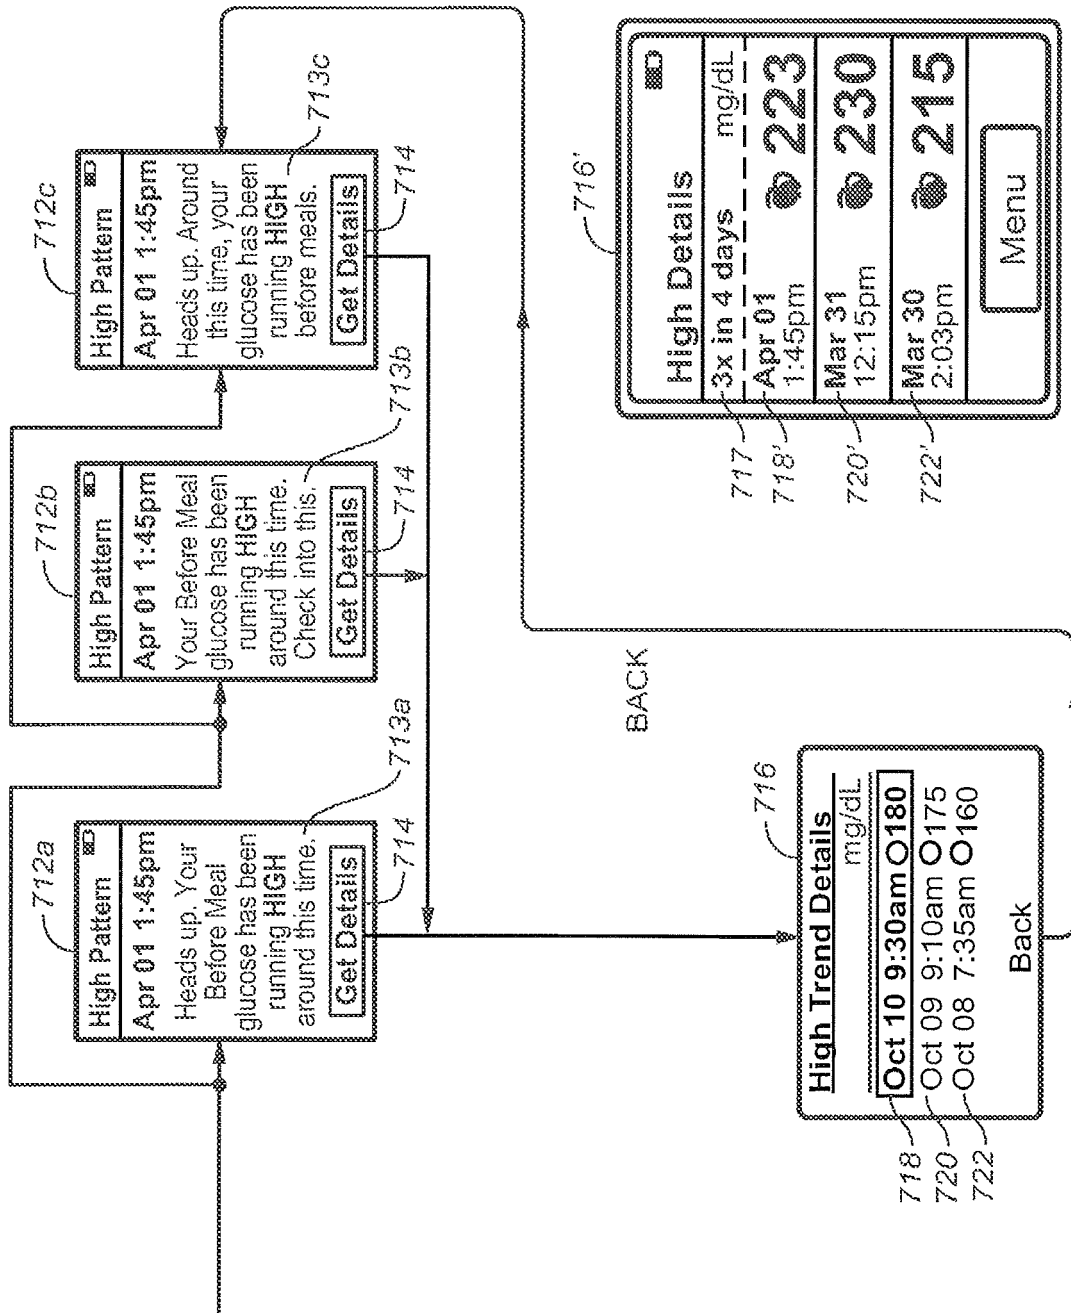 712a
High Pattern
Apr 01 1:45pm
Heads up. Your
Before Meal
glucose has been
running HIGH
around this time.
713a
Get Details
714
712b
High Pattern
Apr 01 1:45pm
Your Before Meal
glucose has been
running HIGH
around this time.
Check into this.
713b
Get Details
714
712c
High Pattern
Apr 01 1:45pm
Heads up. Around
this time, your
glucose has been
running HIGH
before meals.
713c
Get Details
714
BACK
716
High Trend Details
mg/dL
718
Oct 10 9:30am 180
720
Oct 09 9:10am 175
722
Oct 08 7:35am 160
Back
716'
High Details
717
3x in 4 days mg/dL
718'
Apr 01
1:45pm
223
720'
Mar 31
12:15pm
230
722'
Mar 30
2:03pm
215
Menu